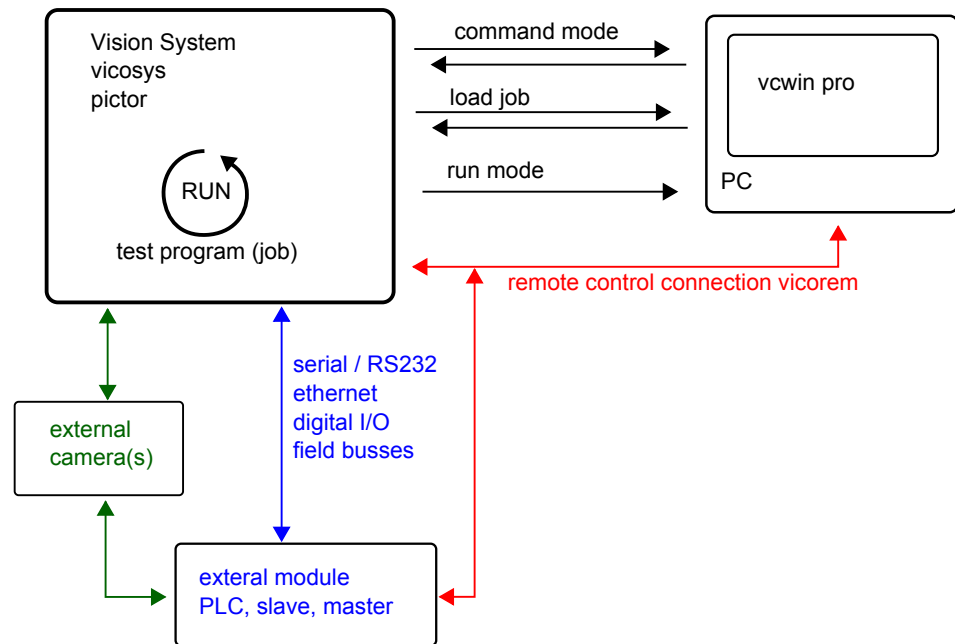 Vision System
vicosys
pictor
RUN
test program (job)
command mode
load job
run mode
vcwin pro
PC
remote control connection vicorem
serial / RS232
ethernet
digital I/O
field busses
external
camera(s)
exteral module
PLC, slave, master